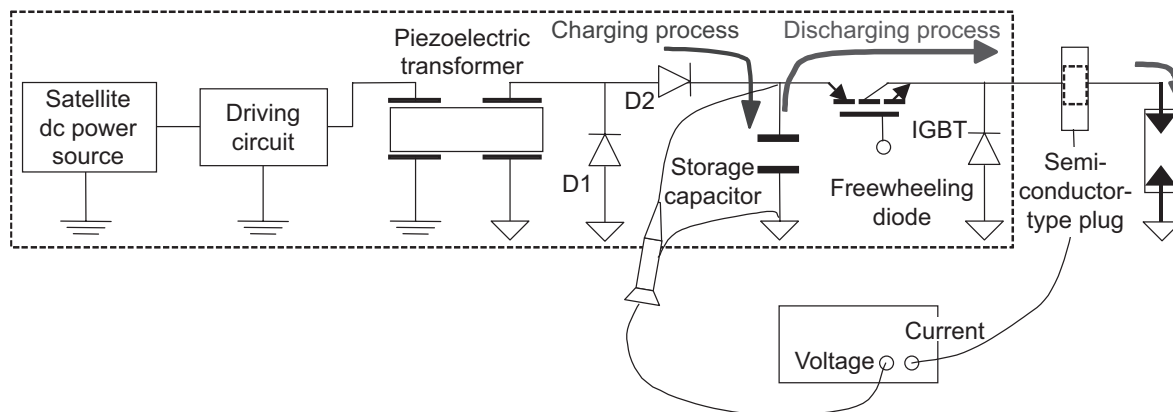 Charging process
Discharging process
Piezoelectric
transformer
Satellite
dc power
source
Driving
circuit
D2
D1
Storage
capacitor
IGBT
Freewheeling
diode
Semi-
conductor-
type plug
Current
Voltage